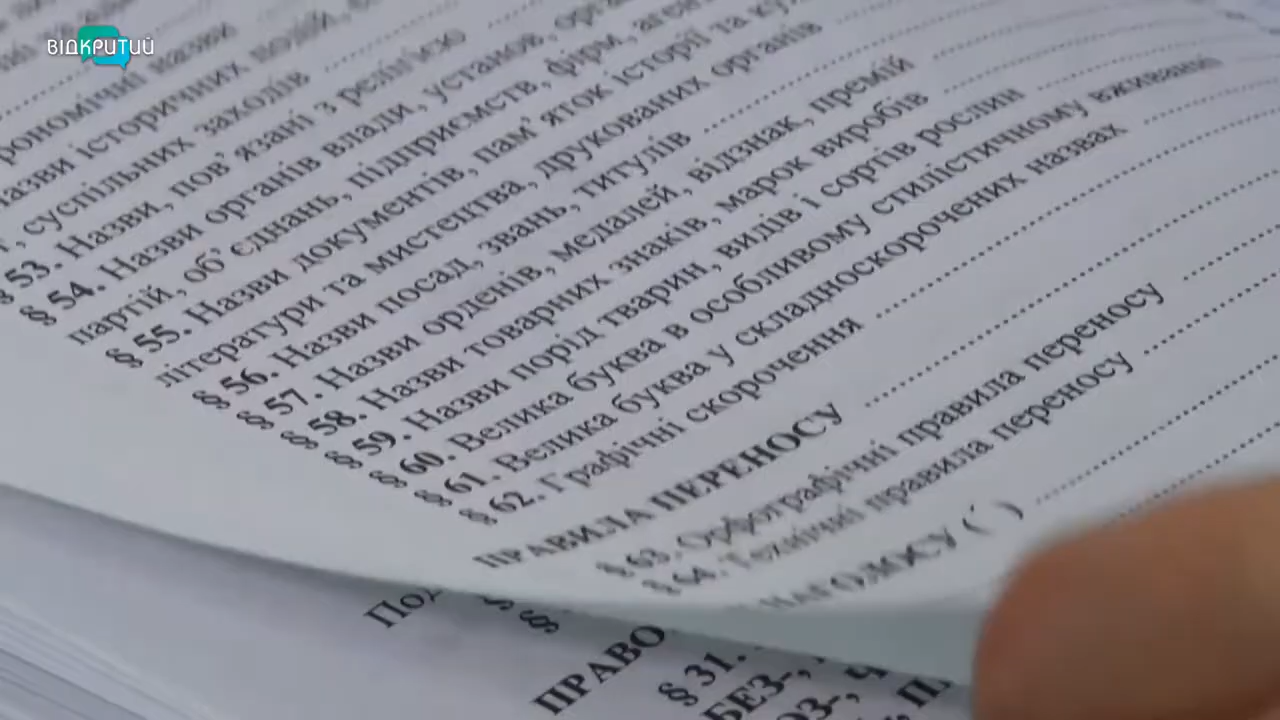 ВІДКРИТИЙ
назви історичних подій,
, суспільних заходів
§ 53. Назви, пов’язані з релігією
§ 54. Назви органів влади, установ,
партій, об’єднань, підприємств, фірм,
§ 55. Назви документів, пам’яток історії та
літератури та мистецтва, друкованих органів
§ 56. Назви посад, звань, титулів
§ 57. Назви орденів, медалей, відзнак, премій
§ 58. Назви товарних знаків, марок виробів
§ 59. Назви порід тварин, видів і сортів рослин
§ 60. Велика буква в особливому стилістичному вживанні
§ 61. Велика буква у складноскорочених назвах
§ 62. Графічні скорочення
ПРАВИЛА ПЕРЕНОСУ
§ 63. Орфографічні правила переносу
§ 64. Технічні правила переносу
НАГОЛОСУ (´)
§
§
ПРАВО
§ 31.
БЕЗ-,